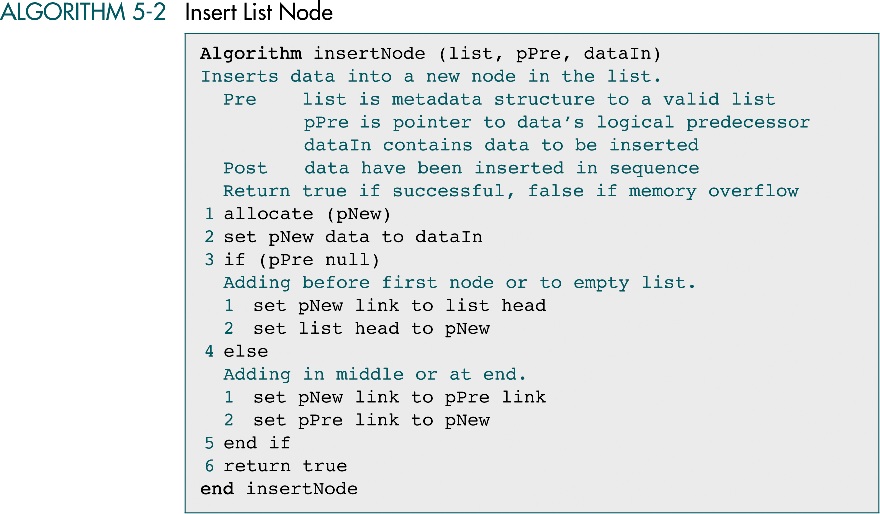 ALGORITHM 5-2 Insert List Node
Algorithm insertNode (list, pPre, dataIn)
Inserts data into a new node in the list.
Pre list is metadata structure to a valid list
pPre is pointer to data's logical predecessor
dataIn contains data to be inserted
Post data have been inserted in sequence
Return true if successful, false if memory overflow
1 allocate (pNew)
2 set pNew data to dataIn
3 if (pPre null)
Adding before first node or to empty list.
1 set pNew link to list head
2 set list head to pNew
4 else
Adding in middle or at end.
1 set pNew link to pPre link
2 set pPre link to pNew
5 end if
6 return true
end insertNode